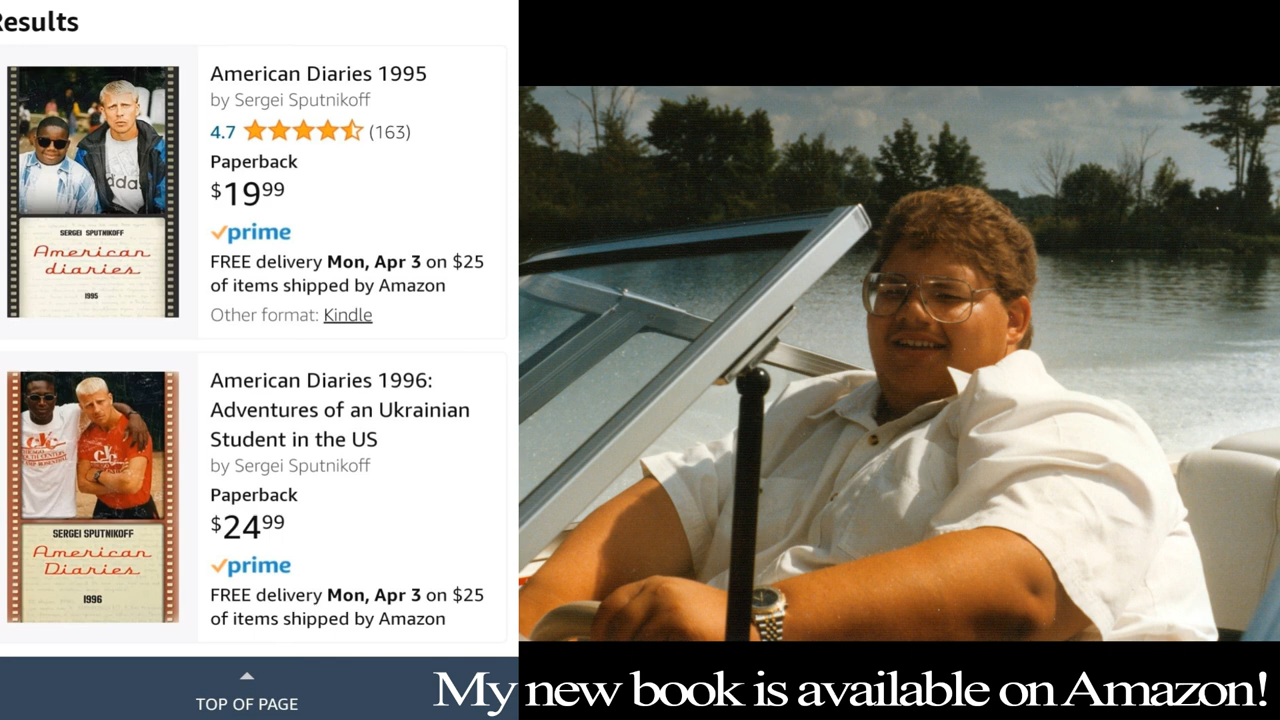 Results
American Diaries 1995
by Sergei Sputnikoff
4.7 (163)
Paperback
$1999
prime
FREE delivery Mon, Apr 3 on $25
of items shipped by Amazon
Other format: Kindle
adidas
SERGEI SPUTNIKOFF
American
diaries
1995
American Diaries 1996:
Adventures of an Ukrainian
Student in the US
by Sergei Sputnikoff
Paperback
$2499
prime
FREE delivery Mon, Apr 3 on $25
of items shipped by Amazon
SERGEI SPUTNIKOFF
American
Diaries
1996
TOP OF PAGE
My new book is available on Amazon!